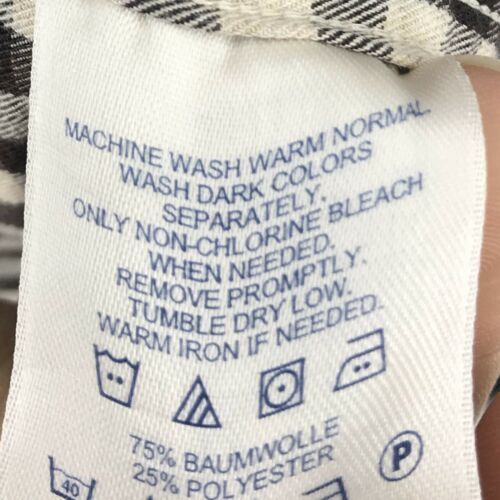 MACHINE WASH WARM NORMAL.
WASH DARK COLORS
SEPARATELY.
ONLY NON-CHLORINE BLEACH
WHEN NEEDED.
REMOVE PROMPTLY.
TUMBLE DRY LOW.
WARM IRON IF NEEDED.
75% BAUMWOLLE
25% POLYESTER
P
40